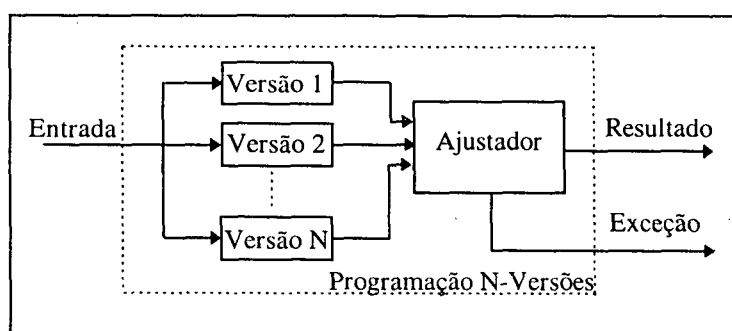 Versão 1
Entrada
Versão 2
Ajustador
Resultado
Versão N
Exceção
Programação N-Versões